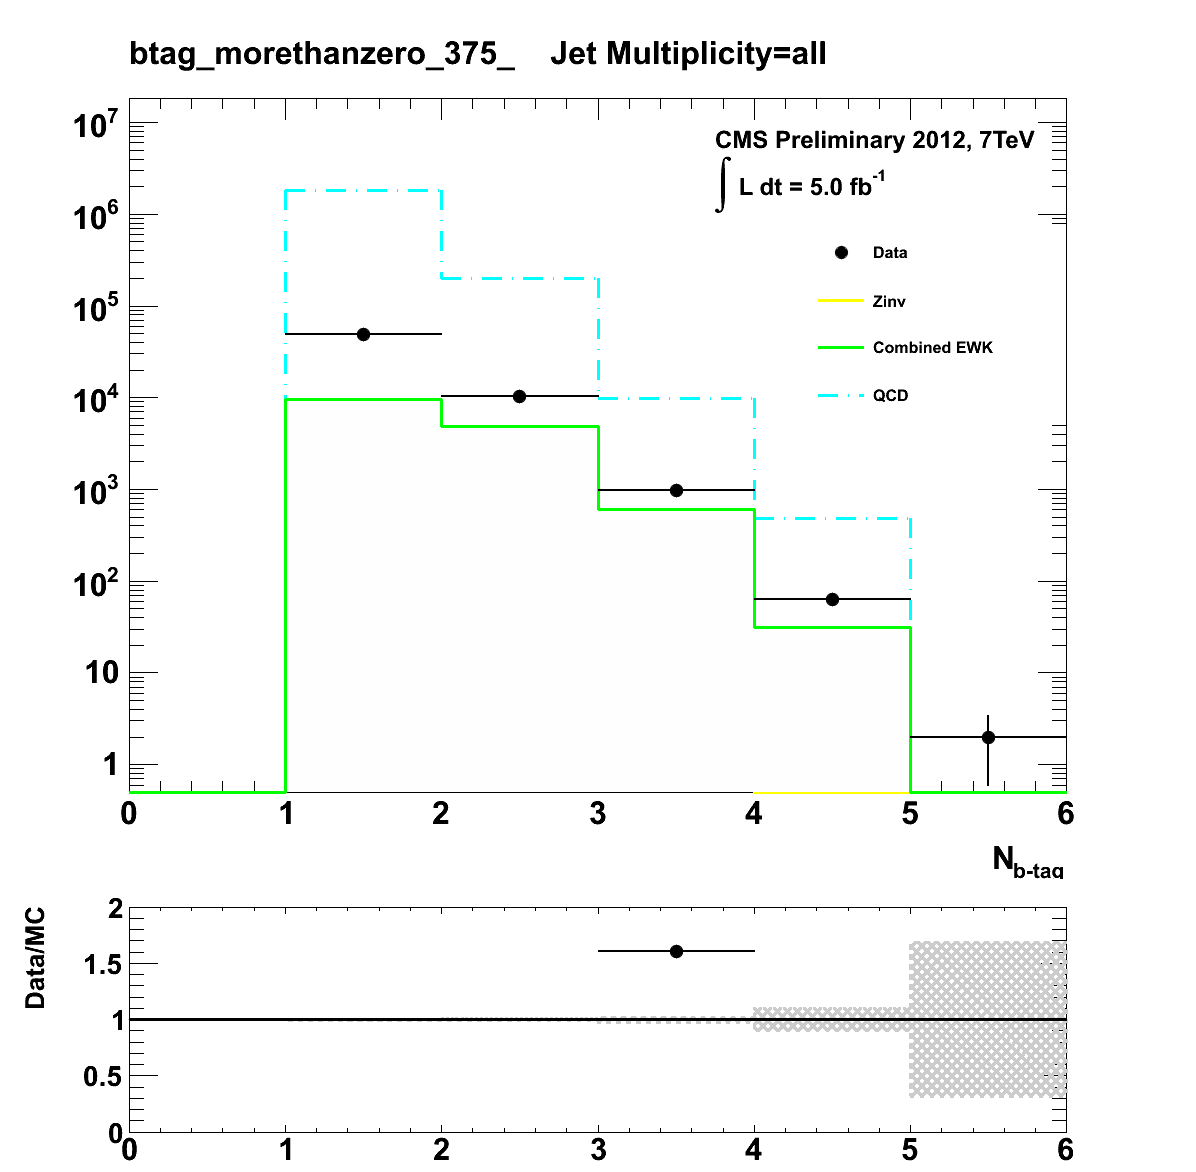 btag_morethanzero_375_ Jet Multiplicity=all
10^7
10^6
10^5
10^4
10^3
10^2
10
1
CMS Preliminary 2012, 7TeV
∫ L dt = 5.0 fb^-1
Data
Zinv
Combined EWK
QCD
0 1 2 3 4 5 6
N_b-tag
Data/MC
2
1.5
1
0.5
0
0 1 2 3 4 5 6